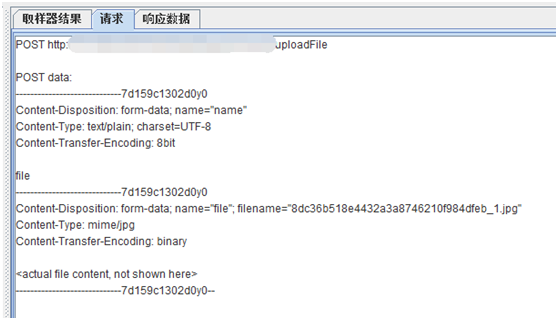 取样器结果 请求 响应数据
POST http: uploadFile
POST data:
-----------------------------7d159c1302d0y0
Content-Disposition: form-data; name="name"
Content-Type: text/plain; charset=UTF-8
Content-Transfer-Encoding: 8bit
file
-----------------------------7d159c1302d0y0
Content-Disposition: form-data; name="file"; filename="8dc36b518e4432a3a8746210f984dfeb_1.jpg"
Content-Type: mime/jpg
Content-Transfer-Encoding: binary
<actual file content, not shown here>
-----------------------------7d159c1302d0y0--